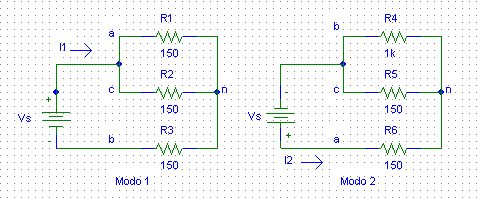 a
R1
I1
150
R2
c
n
150
+
Vs
-
b
R3
150
Modo 1
b
R4
1k
R5
c
n
150
-
Vs
+
a
R6
I2
150
Modo 2